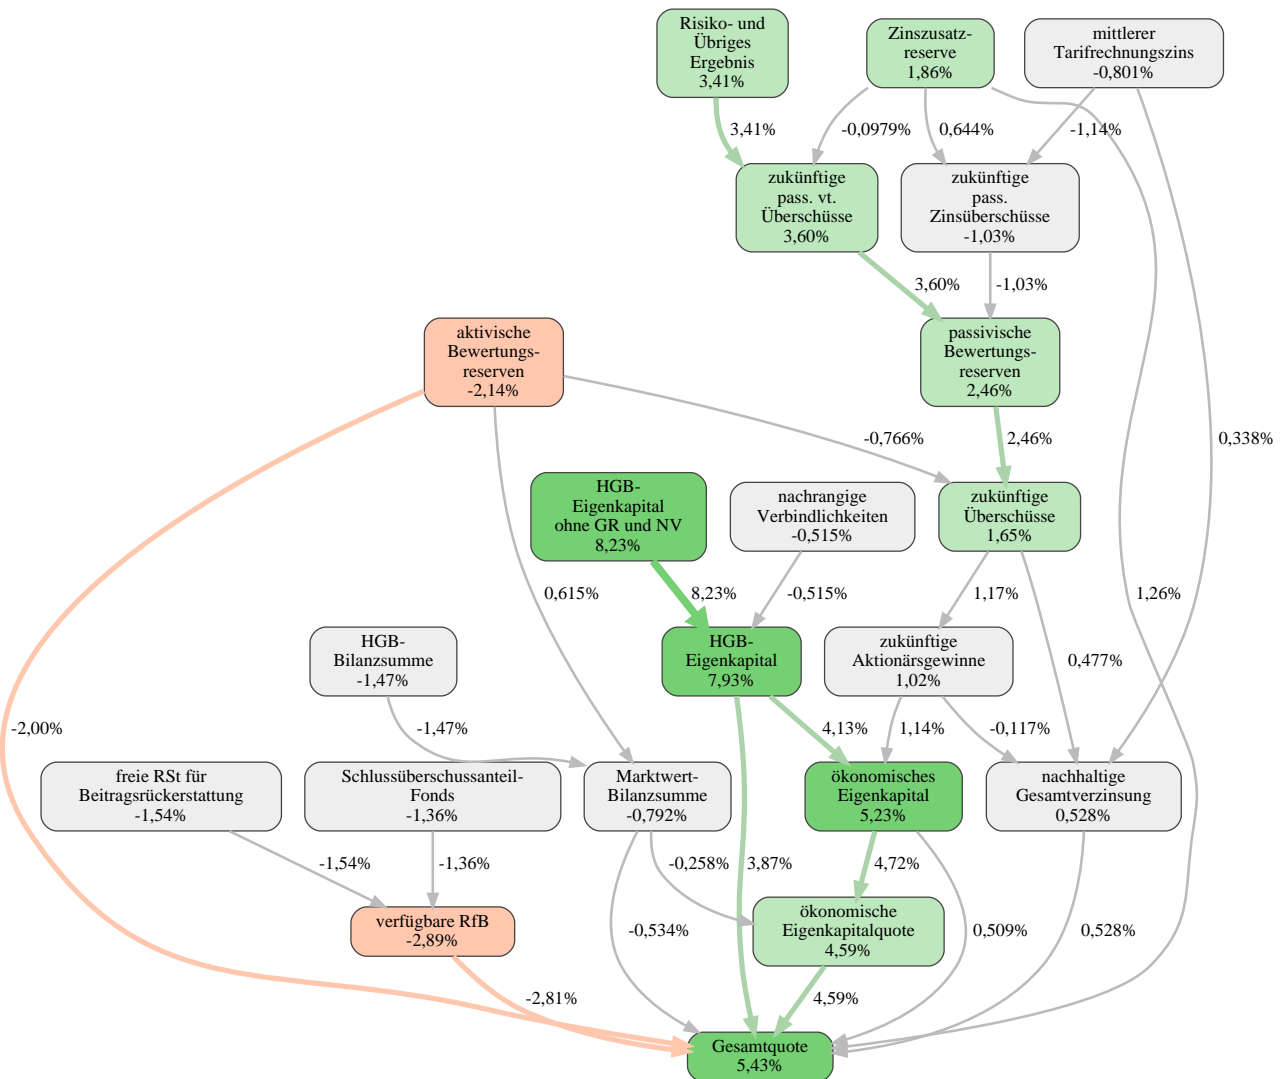 Risiko- und
Übriges
Ergebnis
3,41%
Zinszusatz-
reserve
1,86%
mittlerer
Tarifrechnungszins
-0,801%
3,41%
-0,0979%
0,644%
-1,14%
zukünftige
pass. vt.
Überschüsse
3,60%
zukünftige
pass.
Zinsüberschüsse
-1,03%
3,60%
-1,03%
aktivische
Bewertungs-
reserven
-2,14%
passivische
Bewertungs-
reserven
2,46%
-0,766%
2,46%
0,338%
HGB-
Eigenkapital
ohne GR und NV
8,23%
nachrangige
Verbindlichkeiten
-0,515%
zukünftige
Überschüsse
1,65%
0,615%
8,23%
-0,515%
1,17%
1,26%
HGB-
Bilanzsumme
-1,47%
HGB-
Eigenkapital
7,93%
zukünftige
Aktionärsgewinne
1,02%
0,477%
-2,00%
-1,47%
4,13%
1,14%
-0,117%
freie RSt für
Beitragsrückerstattung
-1,54%
Schlussüberschussanteil-
Fonds
-1,36%
Marktwert-
Bilanzsumme
-0,792%
ökonomisches
Eigenkapital
5,23%
nachhaltige
Gesamtverzinsung
0,528%
-1,54%
-1,36%
-0,258%
3,87%
4,72%
verfügbare RfB
-2,89%
-0,534%
ökonomische
Eigenkapitalquote
4,59%
0,509%
0,528%
-2,81%
4,59%
Gesamtquote
5,43%